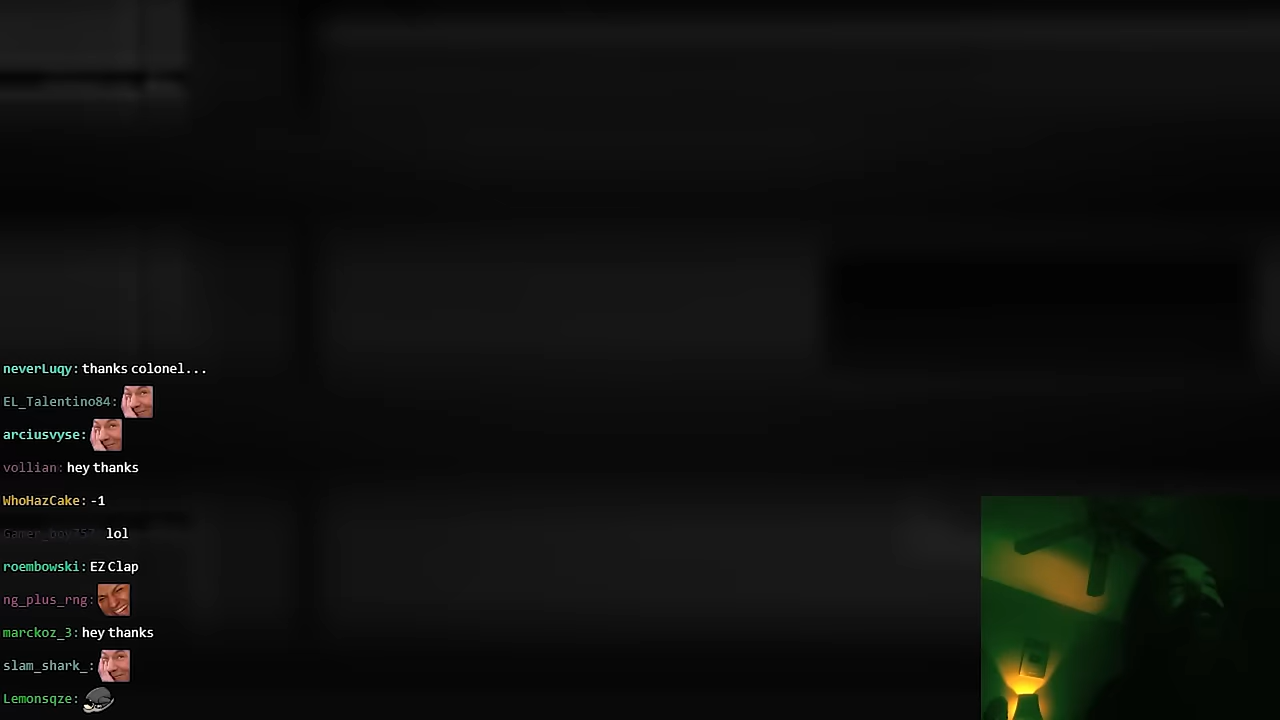 neverLuqy: thanks colonel...
EL_Talentino84:
arciusvyse:
vollian: hey thanks
WhoHazCake: -1
Gamer_boy757 lol
roembowski: EZ Clap
ng_plus_rng:
marckoz_3: hey thanks
slam_shark_:
Lemonsqze: